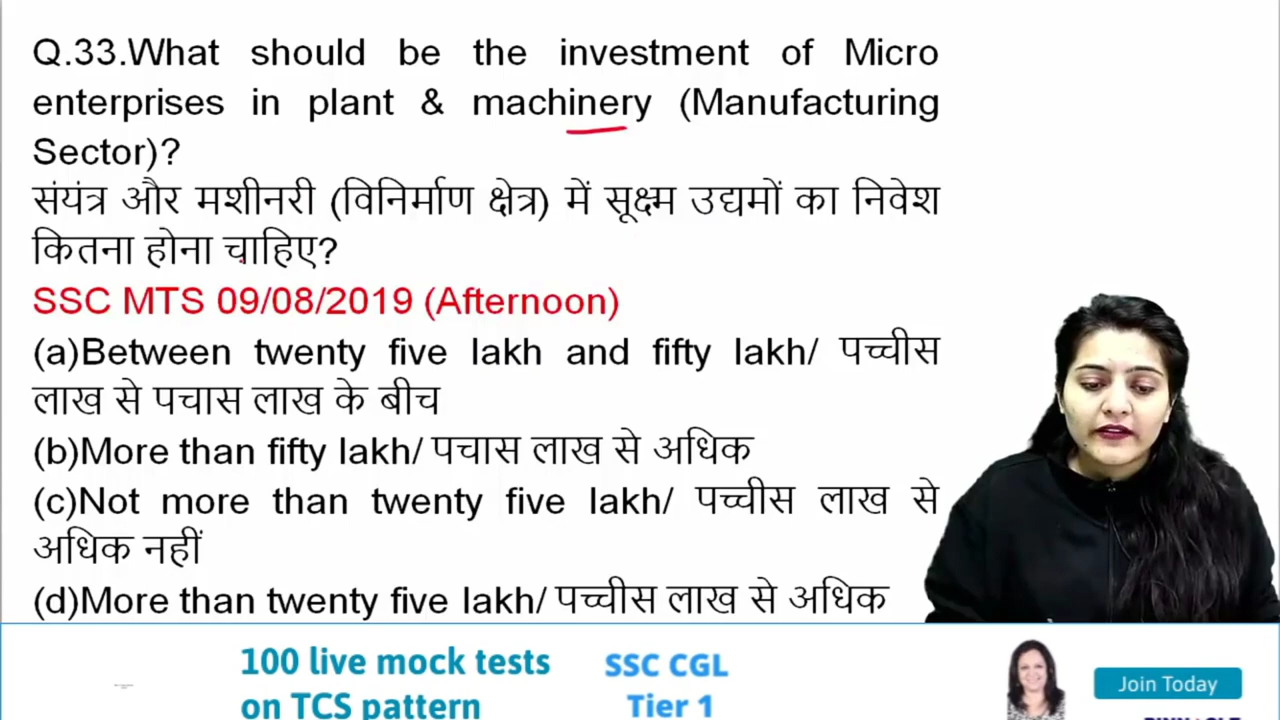 Q.33.What should be the investment of Micro
enterprises in plant & machinery (Manufacturing
Sector)?
संयंत्र और मशीनरी (विनिर्माण क्षेत्र) में सूक्ष्म उद्यमों का निवेश
कितना होना चाहिए?
SSC MTS 09/08/2019 (Afternoon)
(a)Between twenty five lakh and fifty lakh/ पच्चीस
लाख से पचास लाख के बीच
(b)More than fifty lakh/ पचास लाख से अधिक
(c)Not more than twenty five lakh/ पच्चीस लाख से
अधिक नहीं
(d)More than twenty five lakh/ पच्चीस लाख से अधिक
100 live mock tests
on TCS pattern
SSC CGL
Tier 1
Join Today